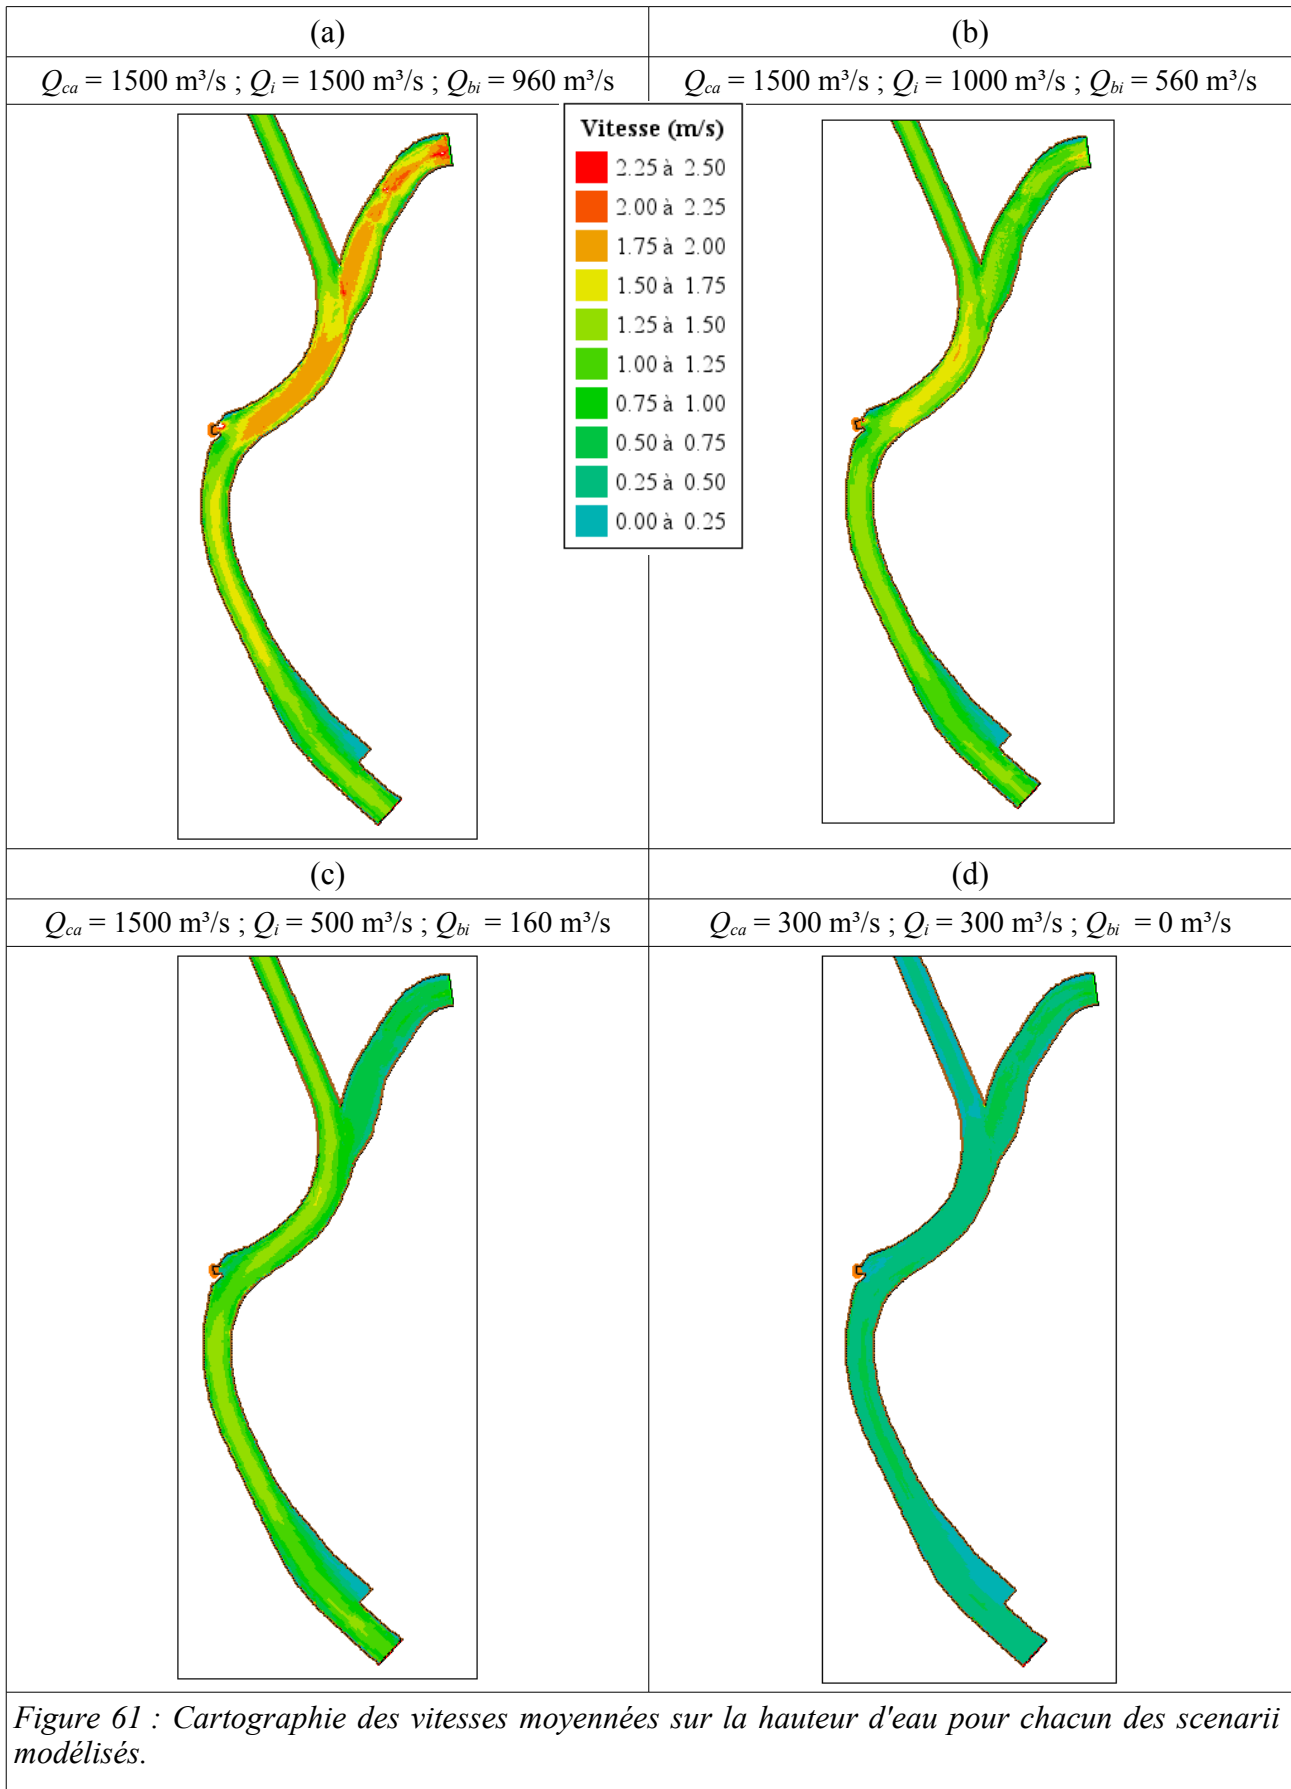 (a)
(b)
Qca = 1500 m³/s ; Qi = 1500 m³/s ; Qbi = 960 m³/s
Qca = 1500 m³/s ; Qi = 1000 m³/s ; Qbi = 560 m³/s
Vitesse (m/s)
2.25 à 2.50
2.00 à 2.25
1.75 à 2.00
1.50 à 1.75
1.25 à 1.50
1.00 à 1.25
0.75 à 1.00
0.50 à 0.75
0.25 à 0.50
0.00 à 0.25
(c)
(d)
Qca = 1500 m³/s ; Qi = 500 m³/s ; Qbi = 160 m³/s
Qca = 300 m³/s ; Qi = 300 m³/s ; Qbi = 0 m³/s
Figure 61 : Cartographie des vitesses moyennées sur la hauteur d'eau pour chacun des scenarii
modélisés.